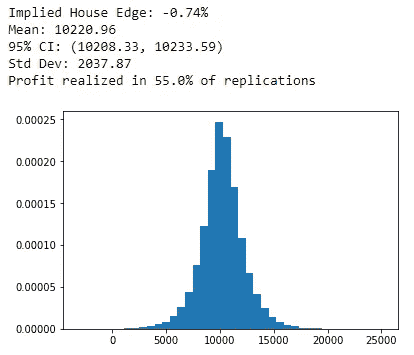 Implied House Edge: -0.74%
Mean: 10220.96
95% CI: (10208.33, 10233.59)
Std Dev: 2037.87
Profit realized in 55.0% of replications
0.00025
0.00020
0.00015
0.00010
0.00005
0.00000
0 5000 10000 15000 20000 25000